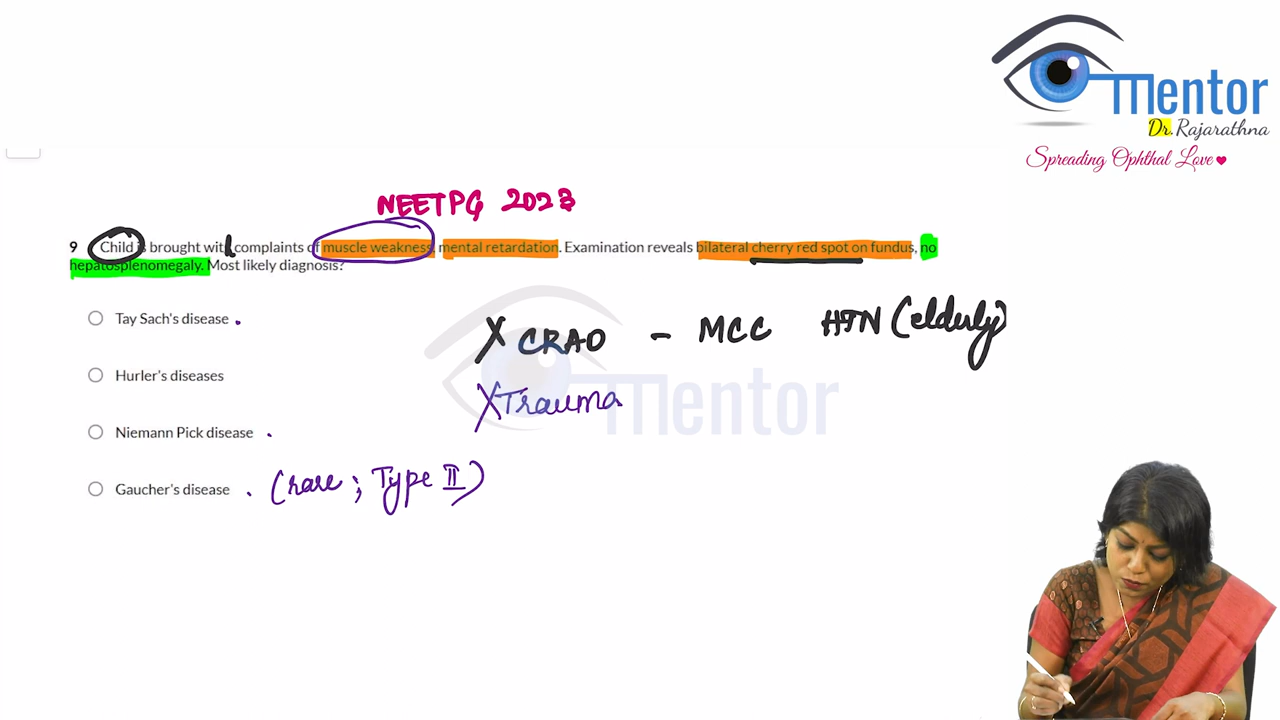 mentor
Dr. Rajarathna
Spreading Ophthal Love
NEETPG 2023
9 Child is brought with complaints of muscle weakness, mental retardation. Examination reveals bilateral cherry red spot on fundus, no
hepatosplenomegaly. Most likely diagnosis?
Tay Sach's disease
X CRAO - MCC HTN (elderly)
Hurler's diseases
X Trauma
mentor
Niemann Pick disease
Gaucher's disease (rare; Type II)